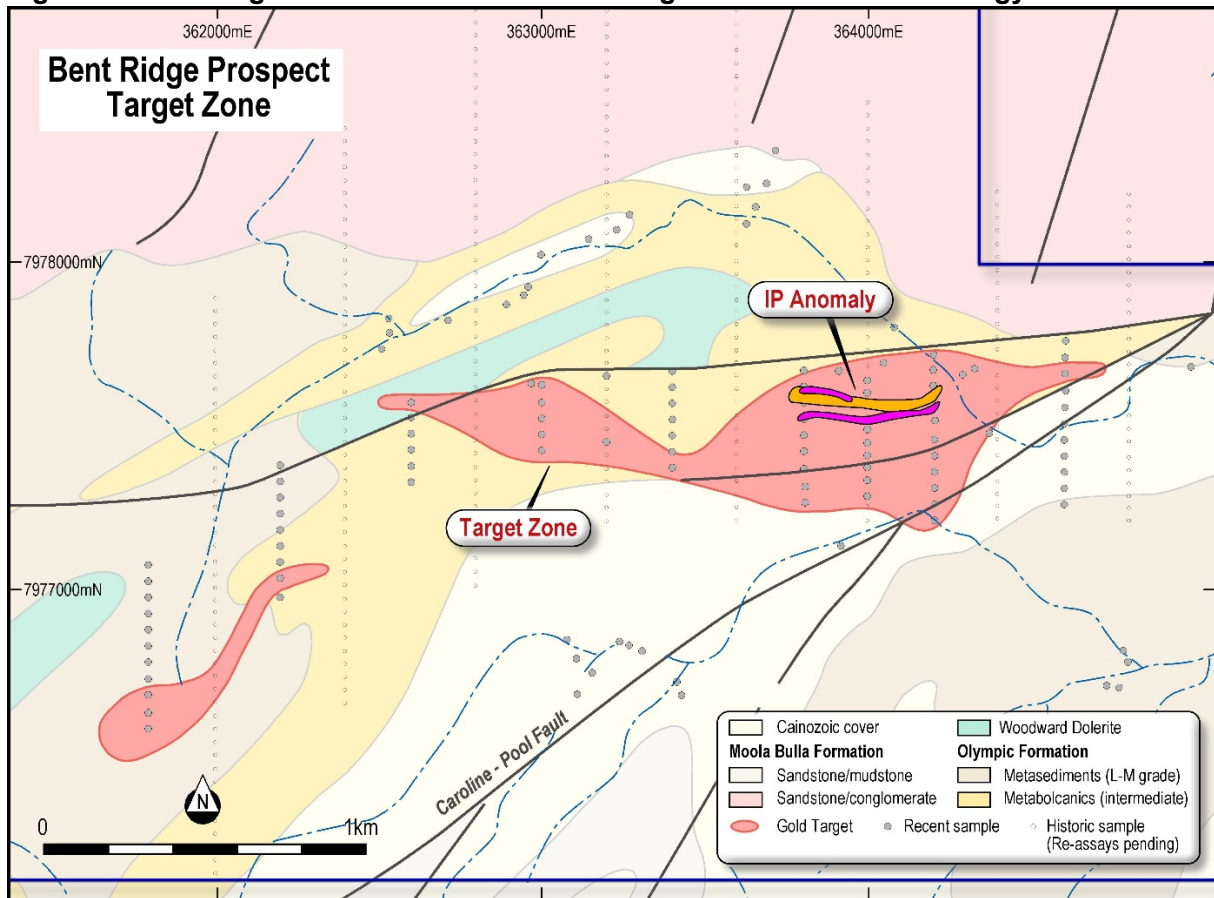 362000mE
363000mE
364000mE
Bent Ridge Prospect
Target Zone
7978000mN
IP Anomaly
Target Zone
7977000mN
Caroline - Pool Fault
N
0
1km
Cainozoic cover
Moola Bulla Formation
Sandstone/mudstone
Sandstone/conglomerate
Woodward Dolerite
Olympic Formation
Metasediments (L-M grade)
Metabolcanics (intermediate)
Gold Target
Recent sample
Historic sample
(Re-assays pending)